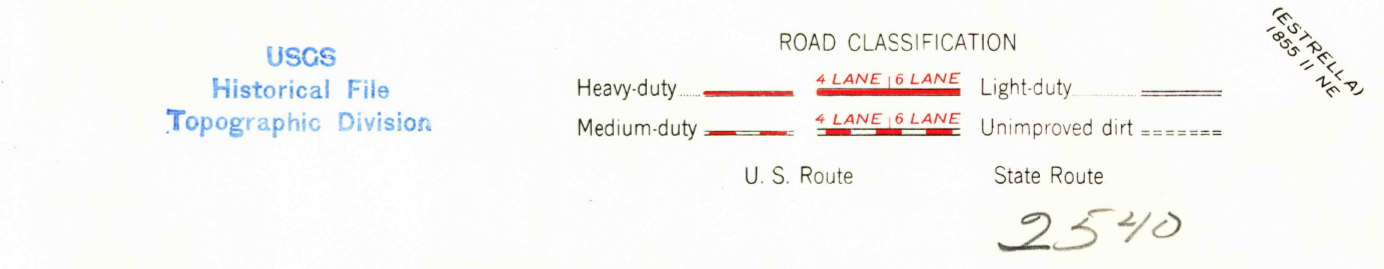 USGS
Historical File
Topographic Division
ROAD CLASSIFICATION
Heavy-duty 4 LANE 6 LANE Light-duty
Medium-duty 4 LANE 6 LANE Unimproved dirt
U. S. Route State Route
2540
(ESTRELLA)
1855 II NE